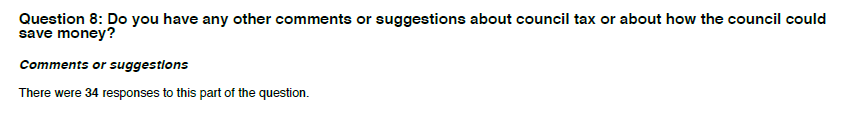 Question 8: Do you have any other comments or suggestions about council tax or about how the council could
save money?
Comments or suggestions
There were 34 responses to this part of the question.